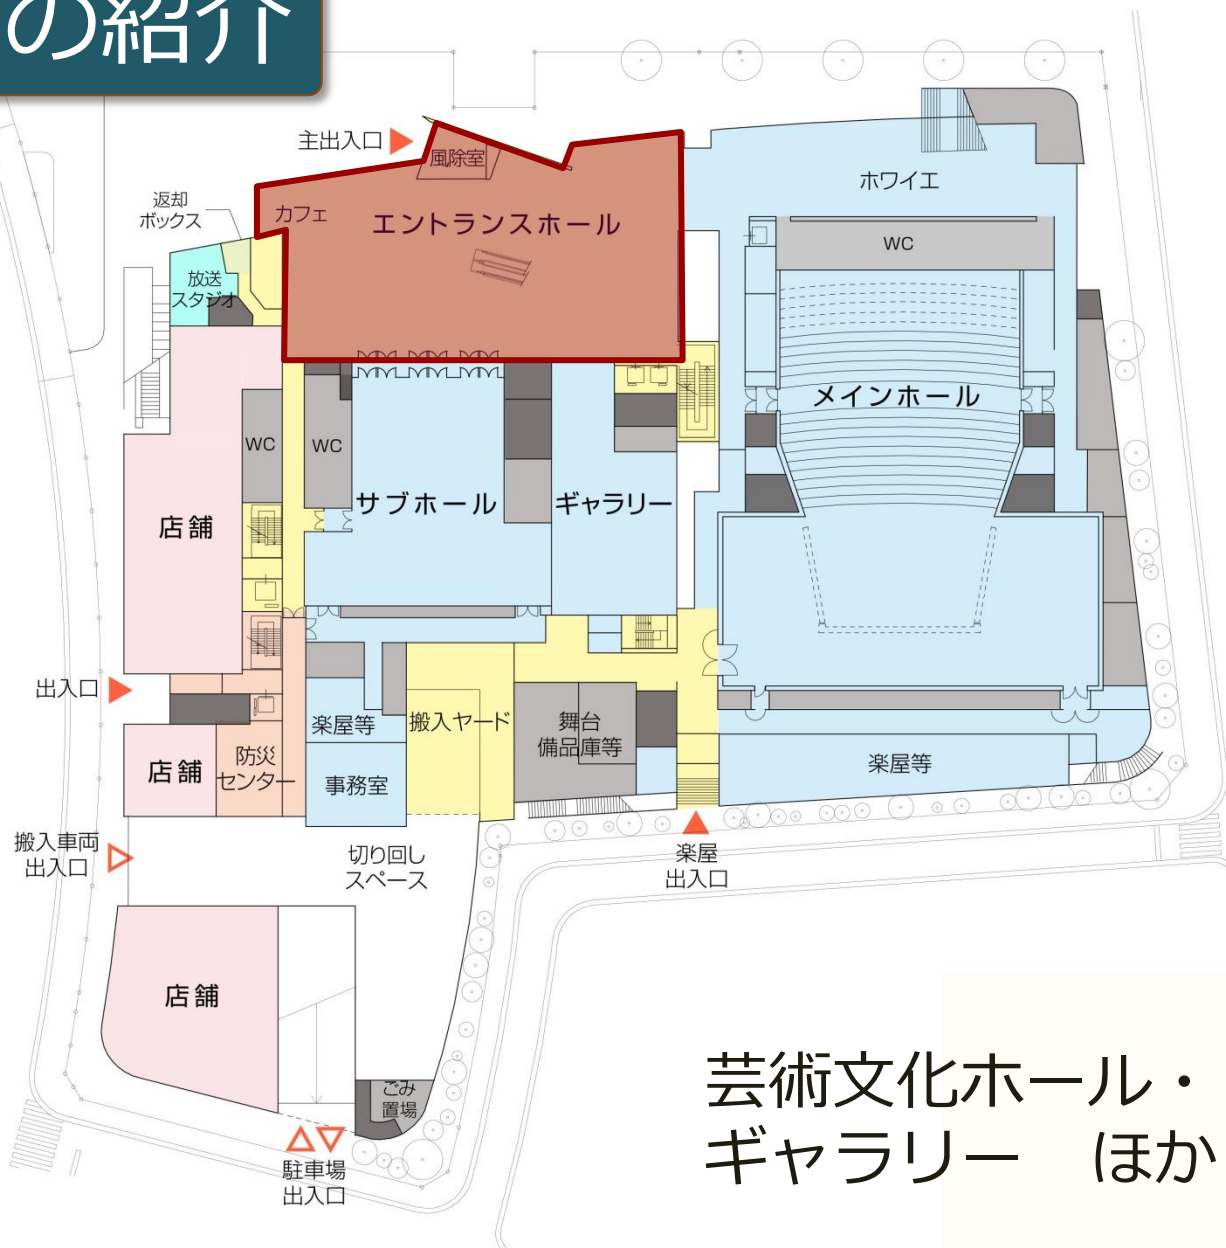 の紹介
主出入口
風除室
返却
ボックス
カフェ
エントランスホール
ホワイエ
WC
放送
スタジオ
メインホール
WC
WC
サブホール
ギャラリー
店舗
出入口
楽屋等
搬入ヤード
舞台
備品庫等
店舗
防災
センター
事務室
楽屋等
搬入車両
出入口
切り回し
スペース
楽屋
出入口
店舗
ごみ
置場
駐車場
出入口
芸術文化ホール・
ギャラリー　ほか